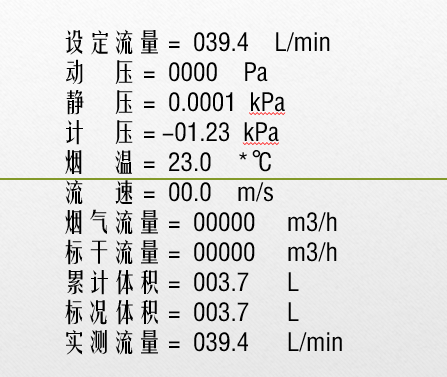 设定流量 = 039.4 L/min
动 压 = 0000 Pa
静 压 = 0.0001 kPa
计 压 = -01.23 kPa
烟 温 = 23.0 *℃
流 速 = 00.0 m/s
烟气流量 = 00000 m3/h
标干流量 = 00000 m3/h
累计体积 = 003.7 L
标况体积 = 003.7 L
实测流量 = 039.4 L/min